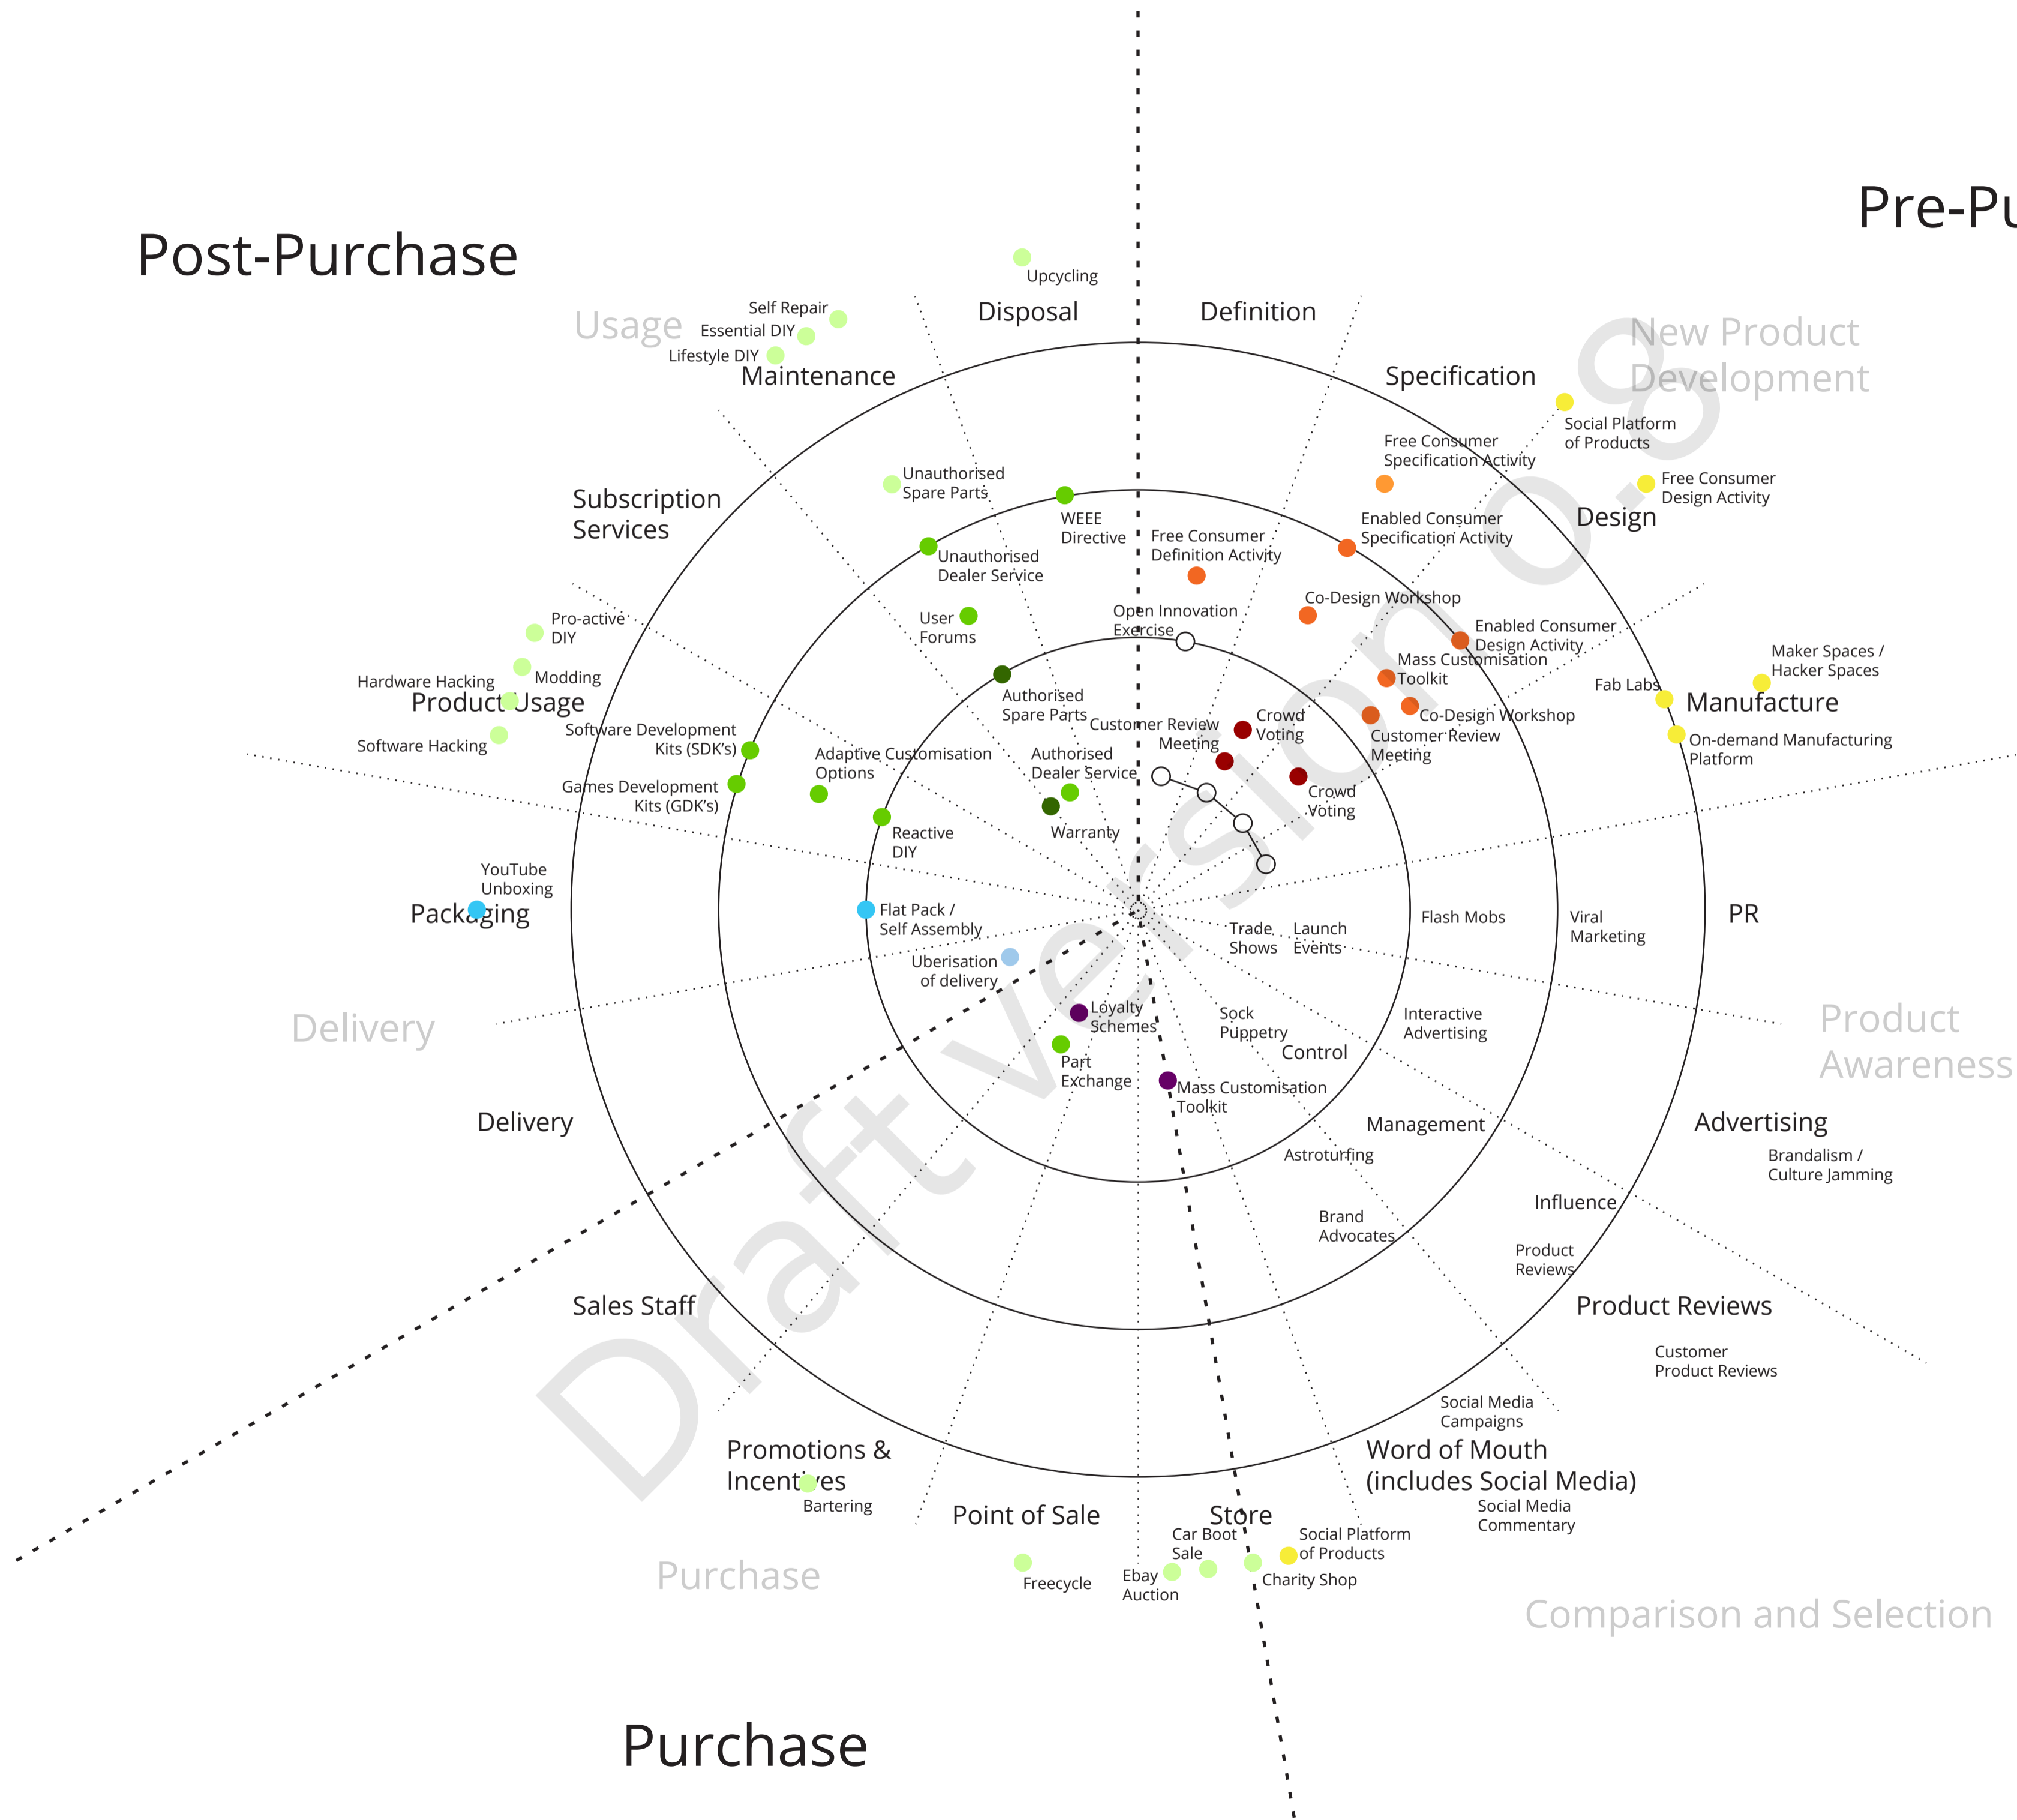 Pre-Pu
Post-Purchase
Upcycling
Disposal
Definition
Usage
Self Repair
Essential DIY
Lifestyle DIY
Maintenance
New Product
Development
Specification
Social Platform
of Products
Free Consumer
Specification Activity
Unauthorised
Spare Parts
Free Consumer
Design Activity
Design
Subscription
Services
WEEE
Directive
Enabled Consumer
Specification Activity
Free Consumer
Definition Activity
Unauthorised
Dealer Service
Co-Design Workshop
Open Innovation
Exercise
User
Forums
Pro-active
DIY
Enabled Consumer
Design Activity
Mass Customisation
Toolkit
Maker Spaces /
Hacker Spaces
Modding
Hardware Hacking
Product Usage
Fab Labs
Manufacture
Authorised
Spare Parts
Customer Review
Meeting
Crowd
Voting
Co-Design Workshop
Customer Review
Meeting
Software Development
Kits (SDK's)
Software Hacking
On-demand Manufacturing
Platform
Adaptive Customisation
Options
Authorised
Dealer Service
Games Development
Kits (GDK's)
Crowd
Voting
Warranty
Reactive
DIY
YouTube
Unboxing
Packaging
Flat Pack /
Self Assembly
Flash Mobs
Viral
Marketing
PR
Trade
Shows
Launch
Events
Uberisation
of delivery
Delivery
Loyalty
Schemes
Sock
Puppetry
Interactive
Advertising
Product
Awareness
Control
Part
Exchange
Mass Customisation
Toolkit
Delivery
Management
Advertising
Astroturfing
Brandalism /
Culture Jamming
Influence
Brand
Advocates
Product
Reviews
Sales Staff
Product Reviews
Customer
Product Reviews
Social Media
Campaigns
Promotions &
Incentives
Bartering
Word of Mouth
(includes Social Media)
Social Media
Commentary
Point of Sale
Store
Car Boot
Sale
Social Platform
of Products
Purchase
Freecycle
Ebay
Auction
Charity Shop
Comparison and Selection
Purchase
Draft version 0.8